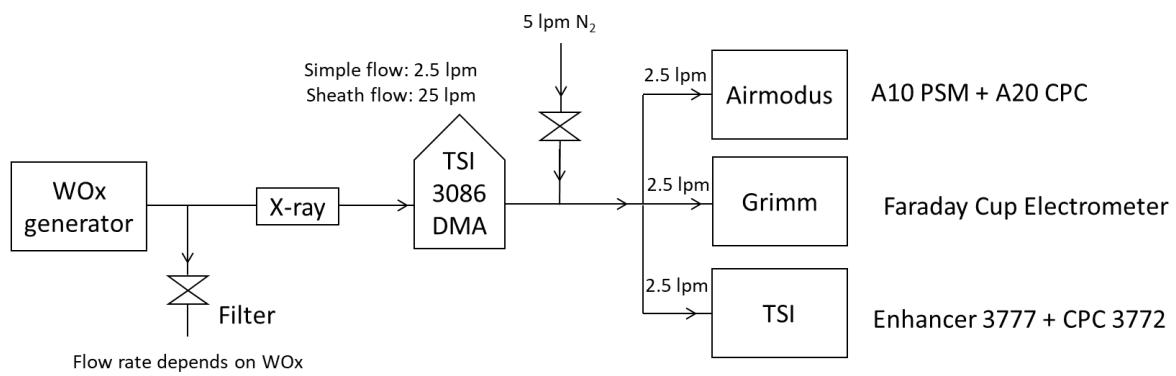 5 lpm N₂
Simple flow: 2.5 lpm
Sheath flow: 25 lpm
2.5 lpm
Airmodus
A10 PSM + A20 CPC
WOx
generator
X-ray
TSI
3086
DMA
2.5 lpm
Grimm
Faraday Cup Electrometer
Filter
Flow rate depends on WOx
2.5 lpm
TSI
Enhancer 3777 + CPC 3772